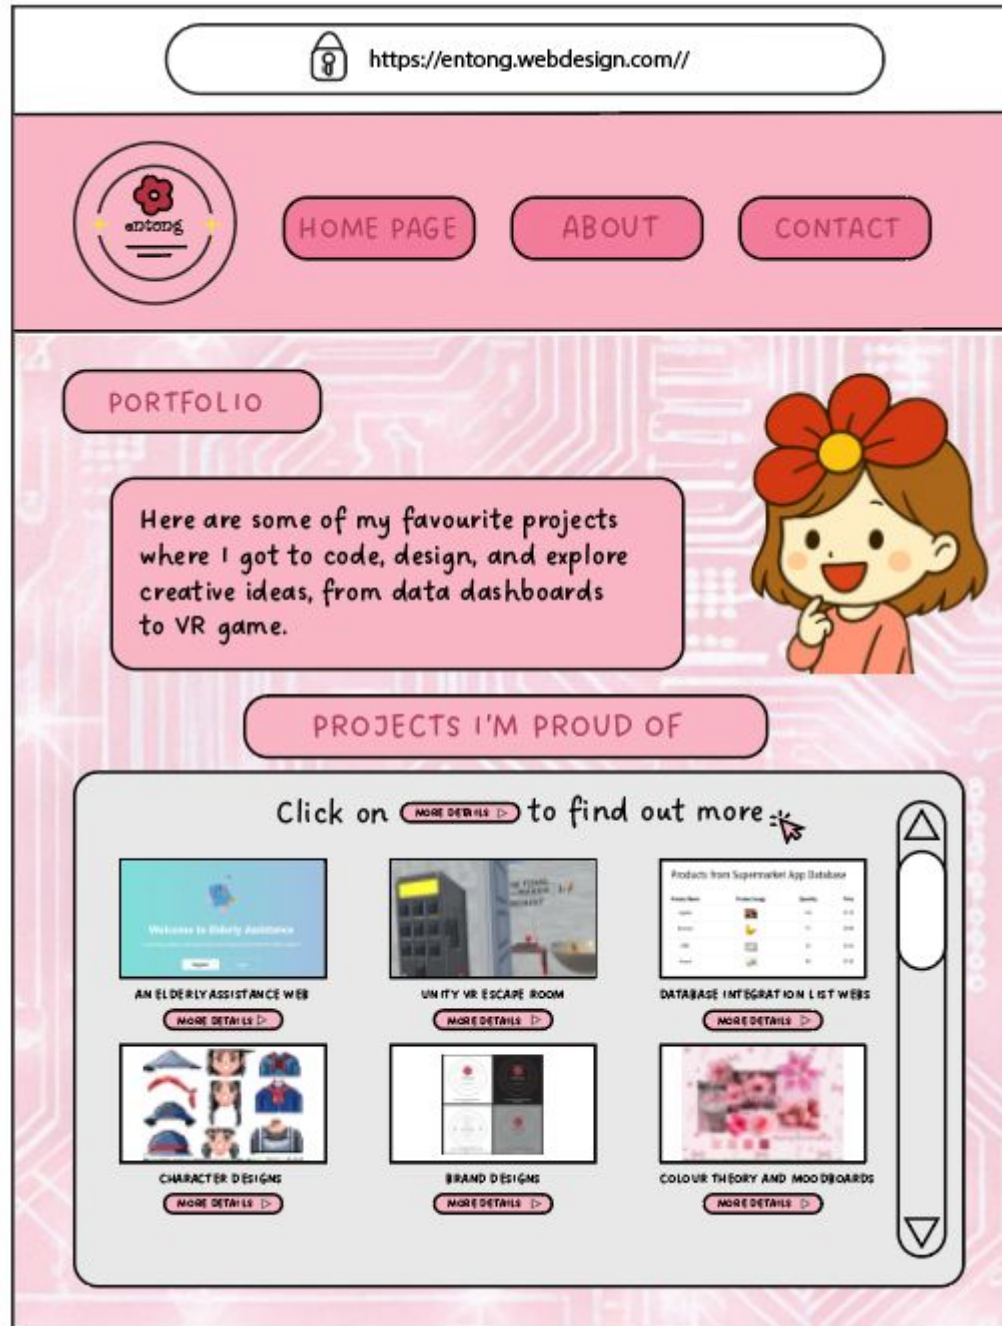 https://entong.webdesign.com//
entong
HOME PAGE
ABOUT
CONTACT
PORTFOLIO
Here are some of my favourite projects
where I got to code, design, and explore
creative ideas, from data dashboards
to VR game.
PROJECTS I'M PROUD OF
Click on MORE DETAILS to find out more
Welcome to Elderly Assistance
Products from Supermarket App Database
AN ELDERLY ASSISTANCE WEB
UNITY VR ESCAPE ROOM
DATABASE INTEGRATION LIST WEBS
MORE DETAILS
MORE DETAILS
MORE DETAILS
CHARACTER DESIGNS
BRAND DESIGNS
COLOUR THEORY AND MOODBOARDS
MORE DETAILS
MORE DETAILS
MORE DETAILS